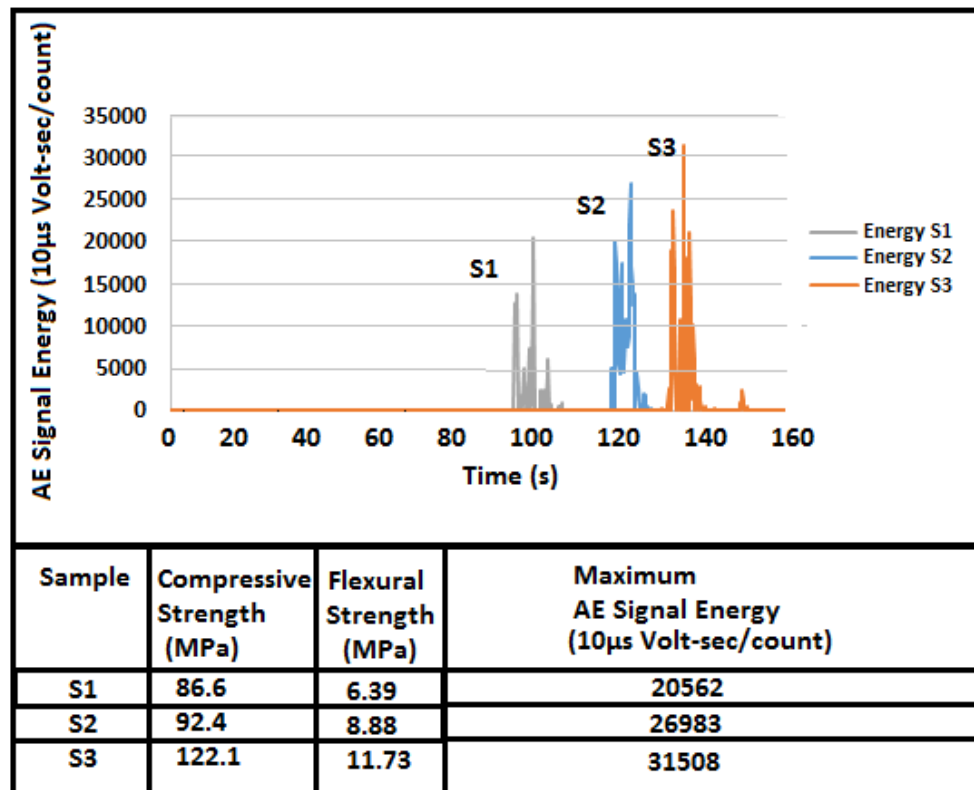 AE Signal Energy (10µs Volt-sec/count)
35000
30000
25000
20000
15000
10000
5000
0
S1
S2
S3
0 20 40 60 80 100 120 140 160
Time (s)
Energy S1
Energy S2
Energy S3
Sample
Compressive
Strength
(MPa)
Flexural
Strength
(MPa)
Maximum
AE Signal Energy
(10µs Volt-sec/count)
S1 86.6 6.39 20562
S2 92.4 8.88 26983
S3 122.1 11.73 31508